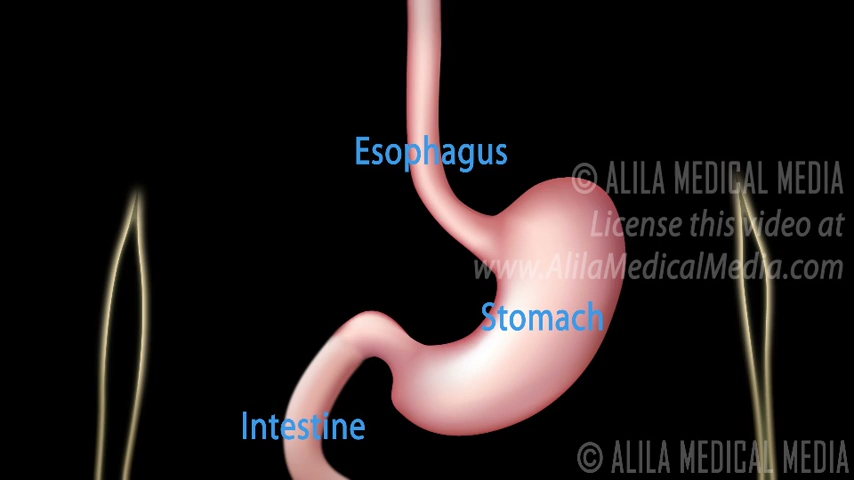 Esophagus
© ALILA MEDICAL MEDIA
License this video at
www.AlilaMedicalMedia.com
Stomach
Intestine
© ALILA MEDICAL MEDIA